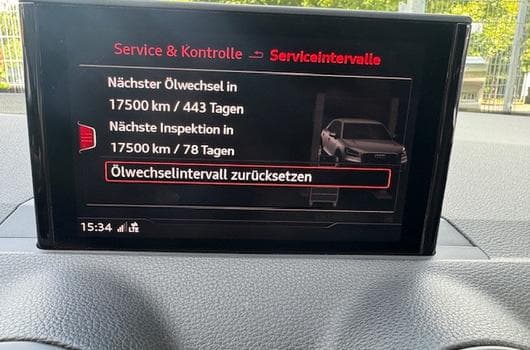 Service & Kontrolle Serviceintervalle
Nächster Ölwechsel in
17500 km / 443 Tagen
Nächste Inspektion in
17500 km / 78 Tagen
Ölwechselintervall zurücksetzen
15:34 LTE